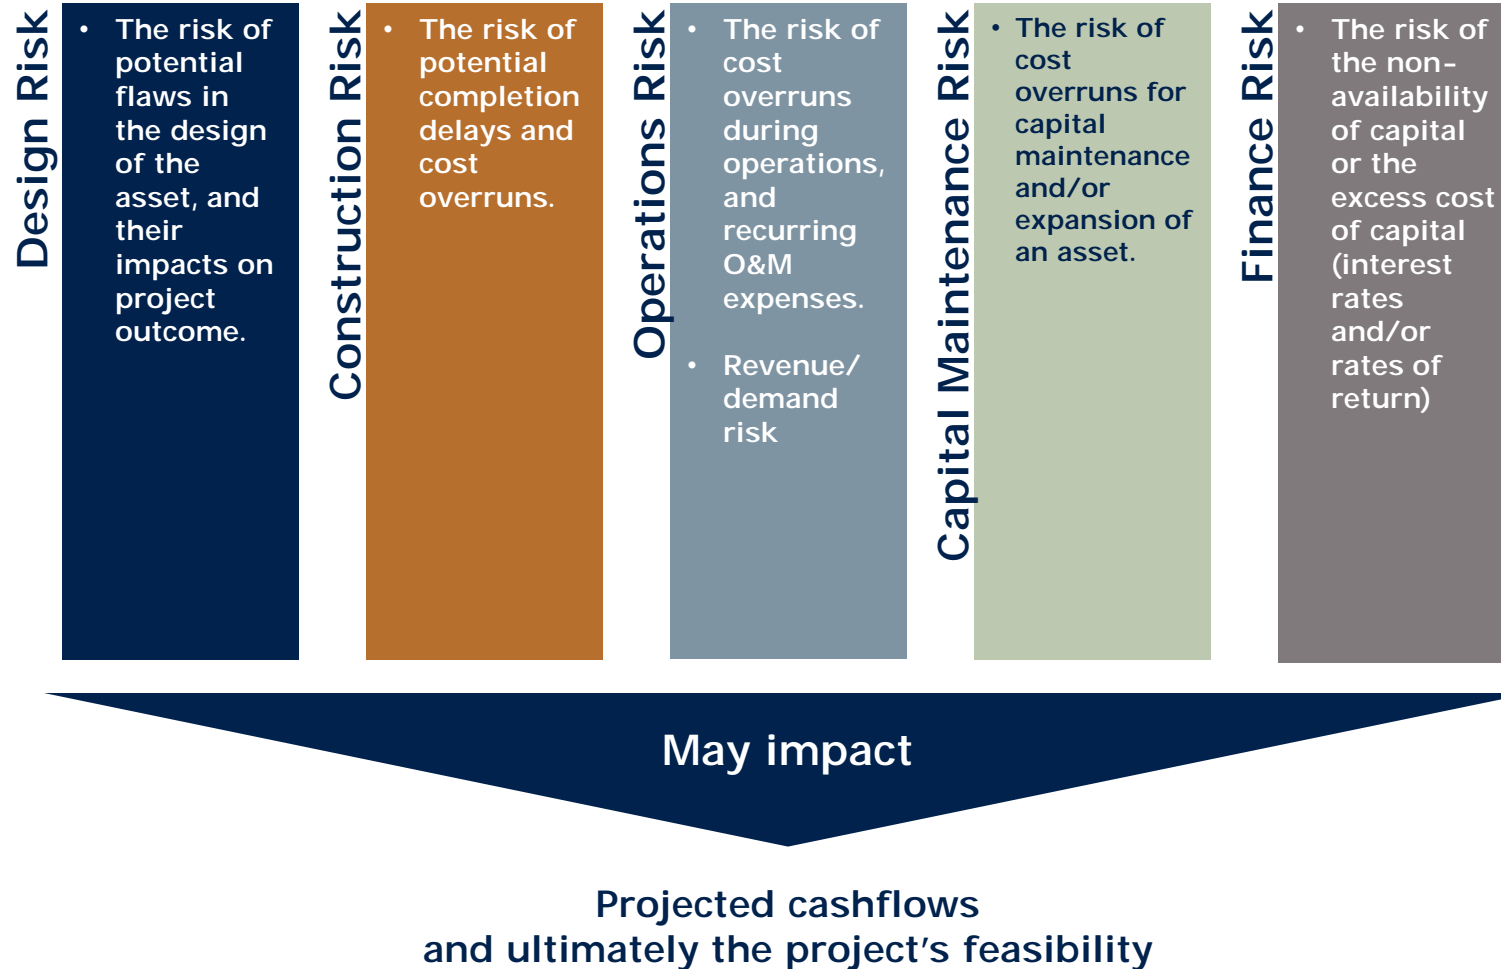 Design Risk
• The risk of
potential
flaws in
the design
of the
asset, and
their
impacts on
project
outcome.
Construction Risk
• The risk of
potential
completion
delays and
cost
overruns.
Operations Risk
• The risk of
cost
overruns
during
operations,
and
recurring
O&M
expenses.
• Revenue/
demand
risk
Capital Maintenance Risk
• The risk of
cost
overruns for
capital
maintenance
and/or
expansion of
an asset.
Finance Risk
• The risk of
the non-
availability
of capital
or the
excess cost
of capital
(interest
rates
and/or
rates of
return)
May impact
Projected cashflows
and ultimately the project's feasibility